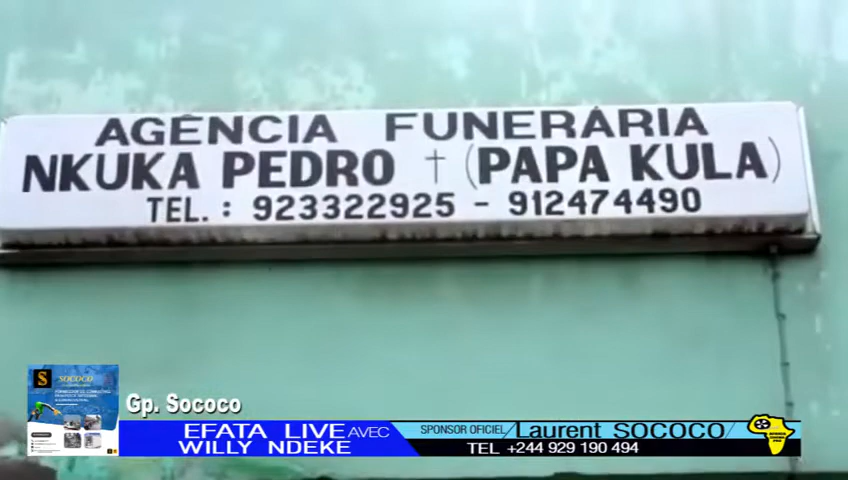 AGÊNCIA FUNERÁRIA
NKUKA PEDRO † (PAPA KULA)
TEL. : 923322925 - 912474490
S SOCOCO
Gp. Sococo
EFATA LIVE AVEC
WILLY NDEKE
SPONSOR OFICIEL / Laurent SOCOCO /
TEL +244 929 190 494